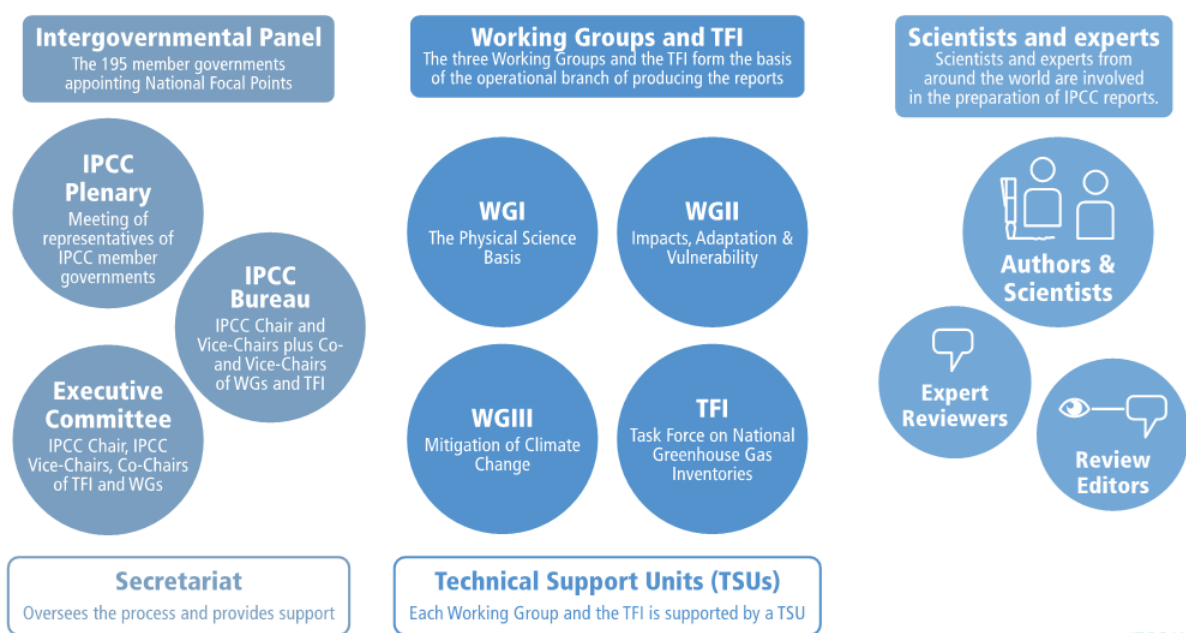 Intergovernmental Panel
The 195 member governments
appointing National Focal Points
IPCC
Plenary
Meeting of
representatives of
IPCC member
governments
IPCC
Bureau
IPCC Chair and
Vice-Chairs plus Co-
and Vice-Chairs
of WGs and TFI
Executive
Committee
IPCC Chair, IPCC
Vice-Chairs, Co-Chairs
of TFI and WGs
Secretariat
Oversees the process and provides support
Working Groups and TFI
The three Working Groups and the TFI form the basis
of the operational branch of producing the reports
WGI
The Physical Science
Basis
WGII
Impacts, Adaptation &
Vulnerability
WGIII
Mitigation of Climate
Change
TFI
Task Force on National
Greenhouse Gas
Inventories
Technical Support Units (TSUs)
Each Working Group and the TFI is supported by a TSU
Scientists and experts
Scientists and experts from
around the world are involved
in the preparation of IPCC reports.
Authors &
Scientists
Expert
Reviewers
Review
Editors